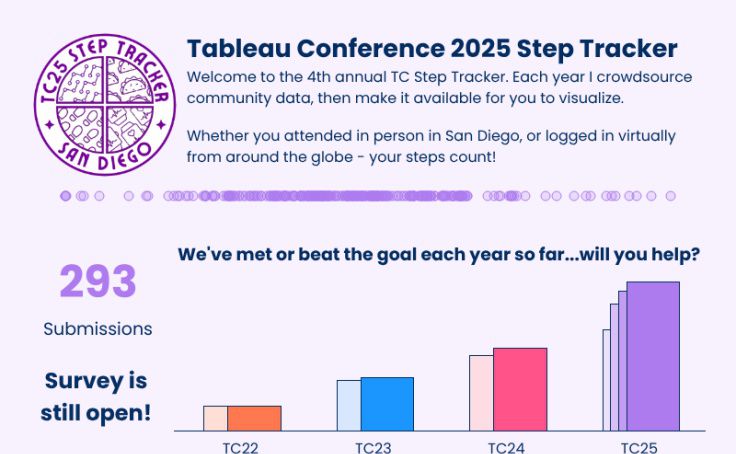 TC25 STEP TRACKER
SAN DIEGO
Tableau Conference 2025 Step Tracker
Welcome to the 4th annual TC Step Tracker. Each year I crowdsource
community data, then make it available for you to visualize.
Whether you attended in person in San Diego, or logged in virtually
from around the globe - your steps count!
We've met or beat the goal each year so far...will you help?
293
Submissions
Survey is
still open!
TC22 TC23 TC24 TC25